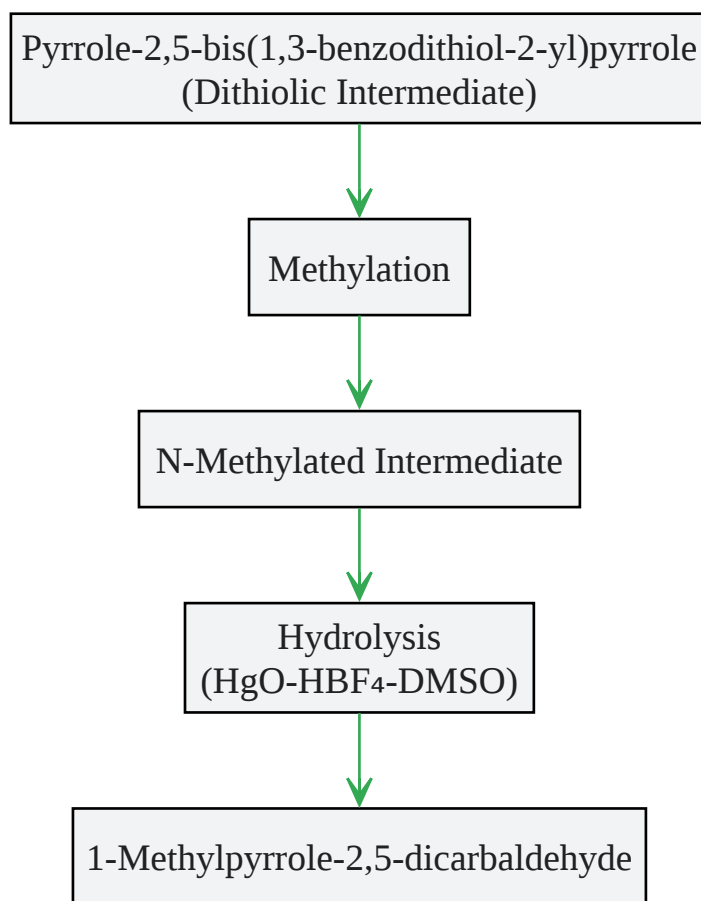 Pyrrole-2,5-bis(1,3-benzodithiol-2-yl)pyrrole
(Dithiolic Intermediate)
Methylation
N-Methylated Intermediate
Hydrolysis
(HgO-HBF₄-DMSO)
1-Methylpyrrole-2,5-dicarbaldehyde